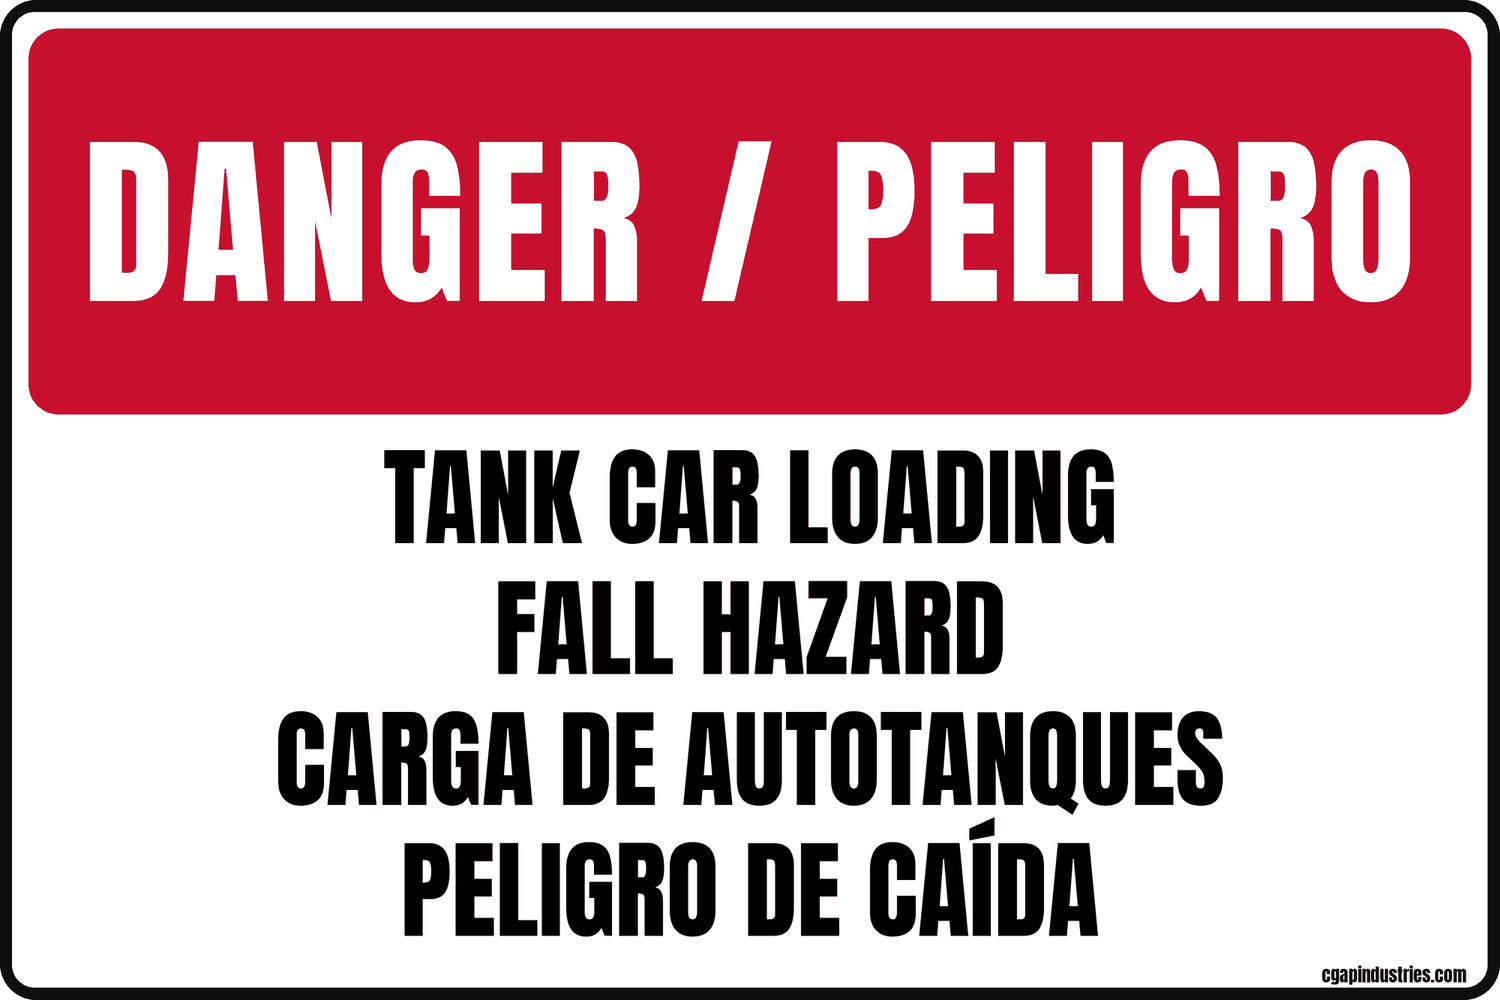 DANGER / PELIGRO
TANK CAR LOADING
FALL HAZARD
CARGA DE AUTOTANQUES
PELIGRO DE CAÍDA
cgapindustries.com